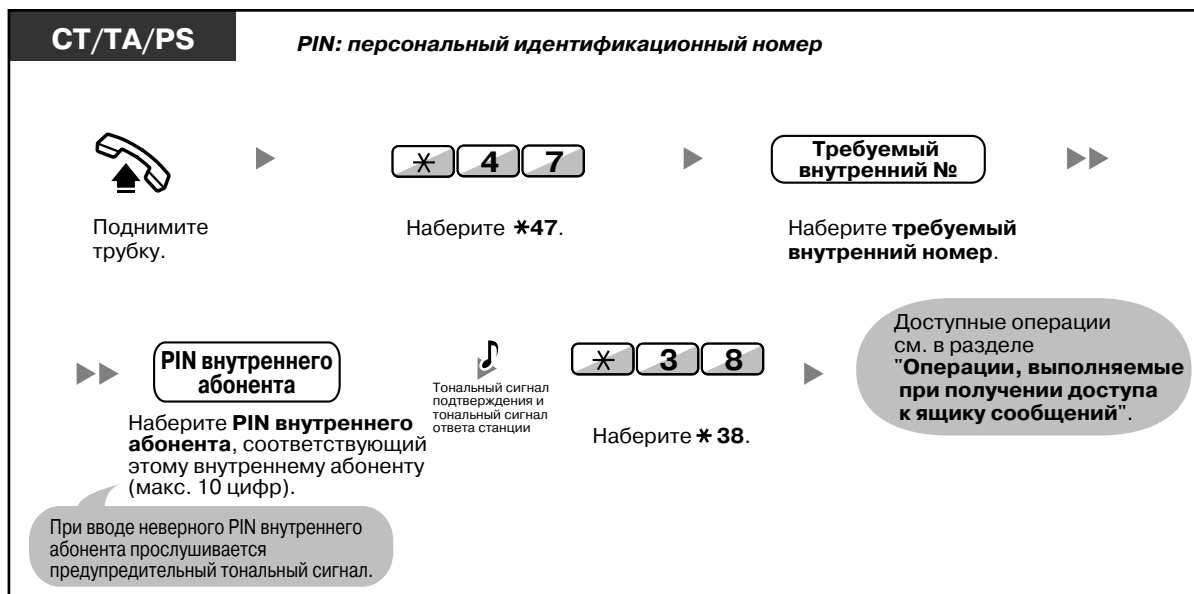 CT/TA/PS
PIN: персональный идентификационный номер
* 4 7
Требуемый
внутренний №
Поднимите
трубку.
Наберите *47.
Наберите требуемый
внутренний номер.
PIN внутреннего
абонента
Наберите PIN внутреннего
абонента, соответствующий
этому внутреннему абоненту
(макс. 10 цифр).
При вводе неверного PIN внутреннего
абонента прослушивается
предупредительный тональный сигнал.
Тональный сигнал
подтверждения и
тональный сигнал
ответа станции
* 3 8
Наберите * 38.
Доступные операции
см. в разделе
"Операции, выполняемые
при получении доступа
к ящику сообщений".